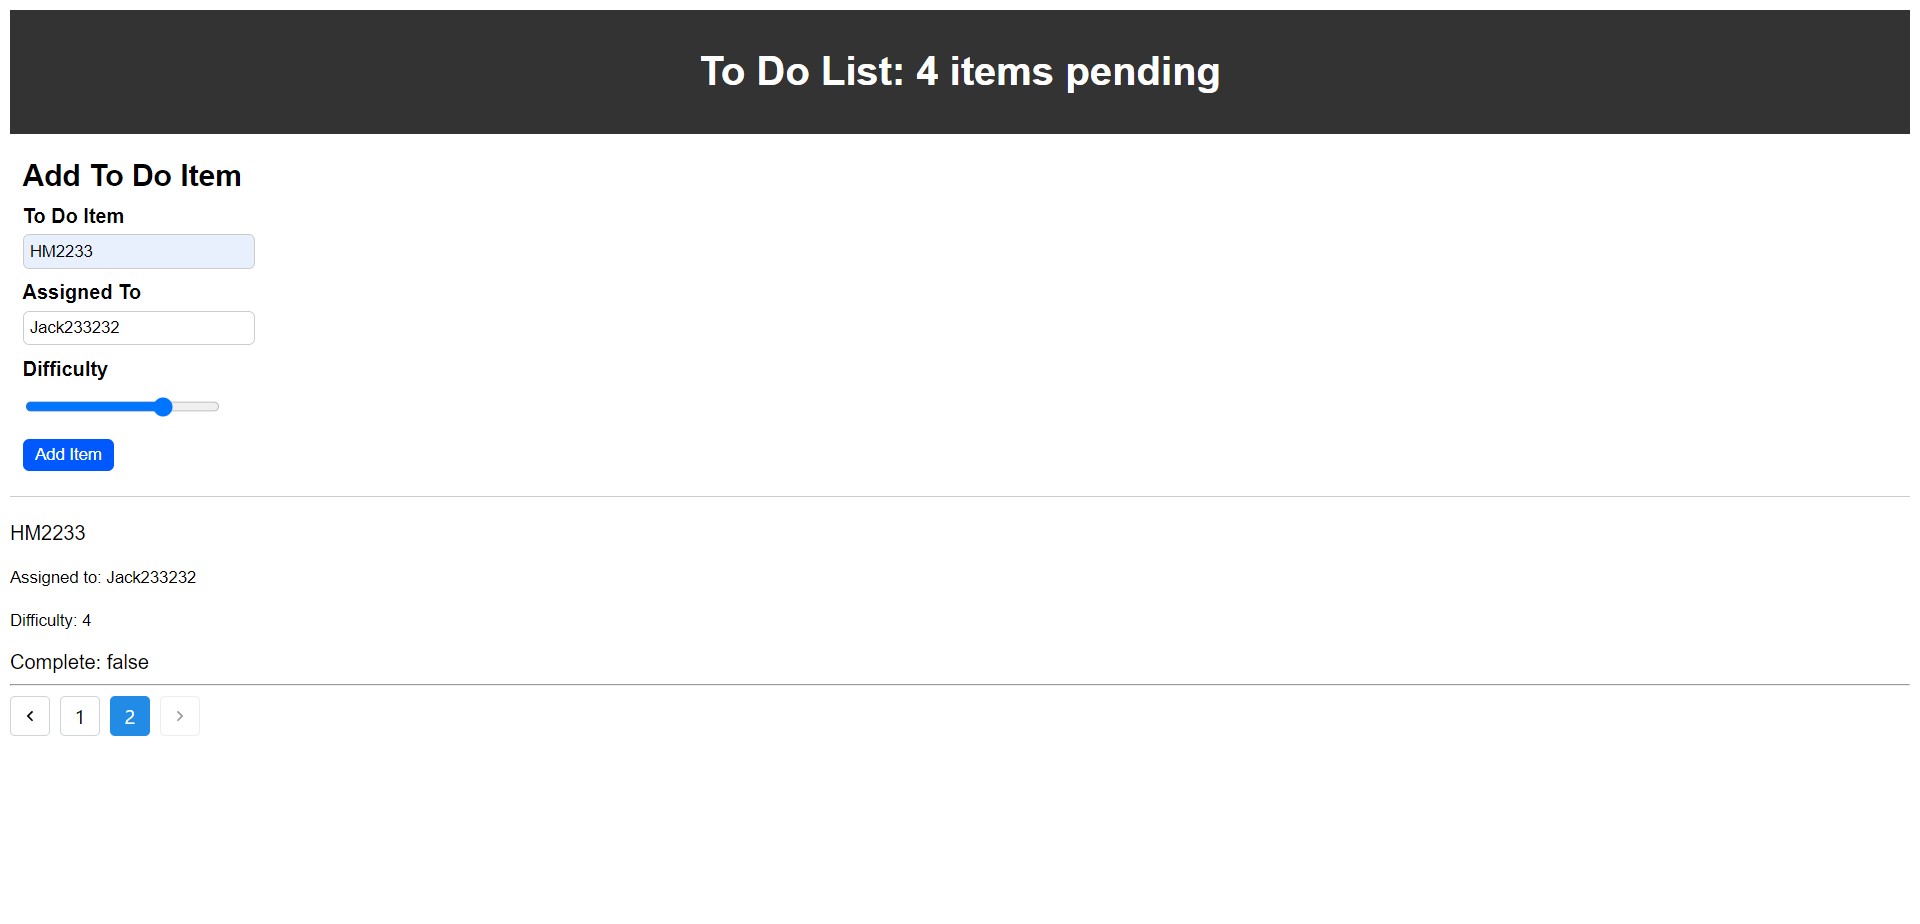 To Do List: 4 items pending
Add To Do Item
To Do Item
HM2233
Assigned To
Jack233232
Difficulty
Add Item
HM2233
Assigned to: Jack233232
Difficulty: 4
Complete: false
1 2